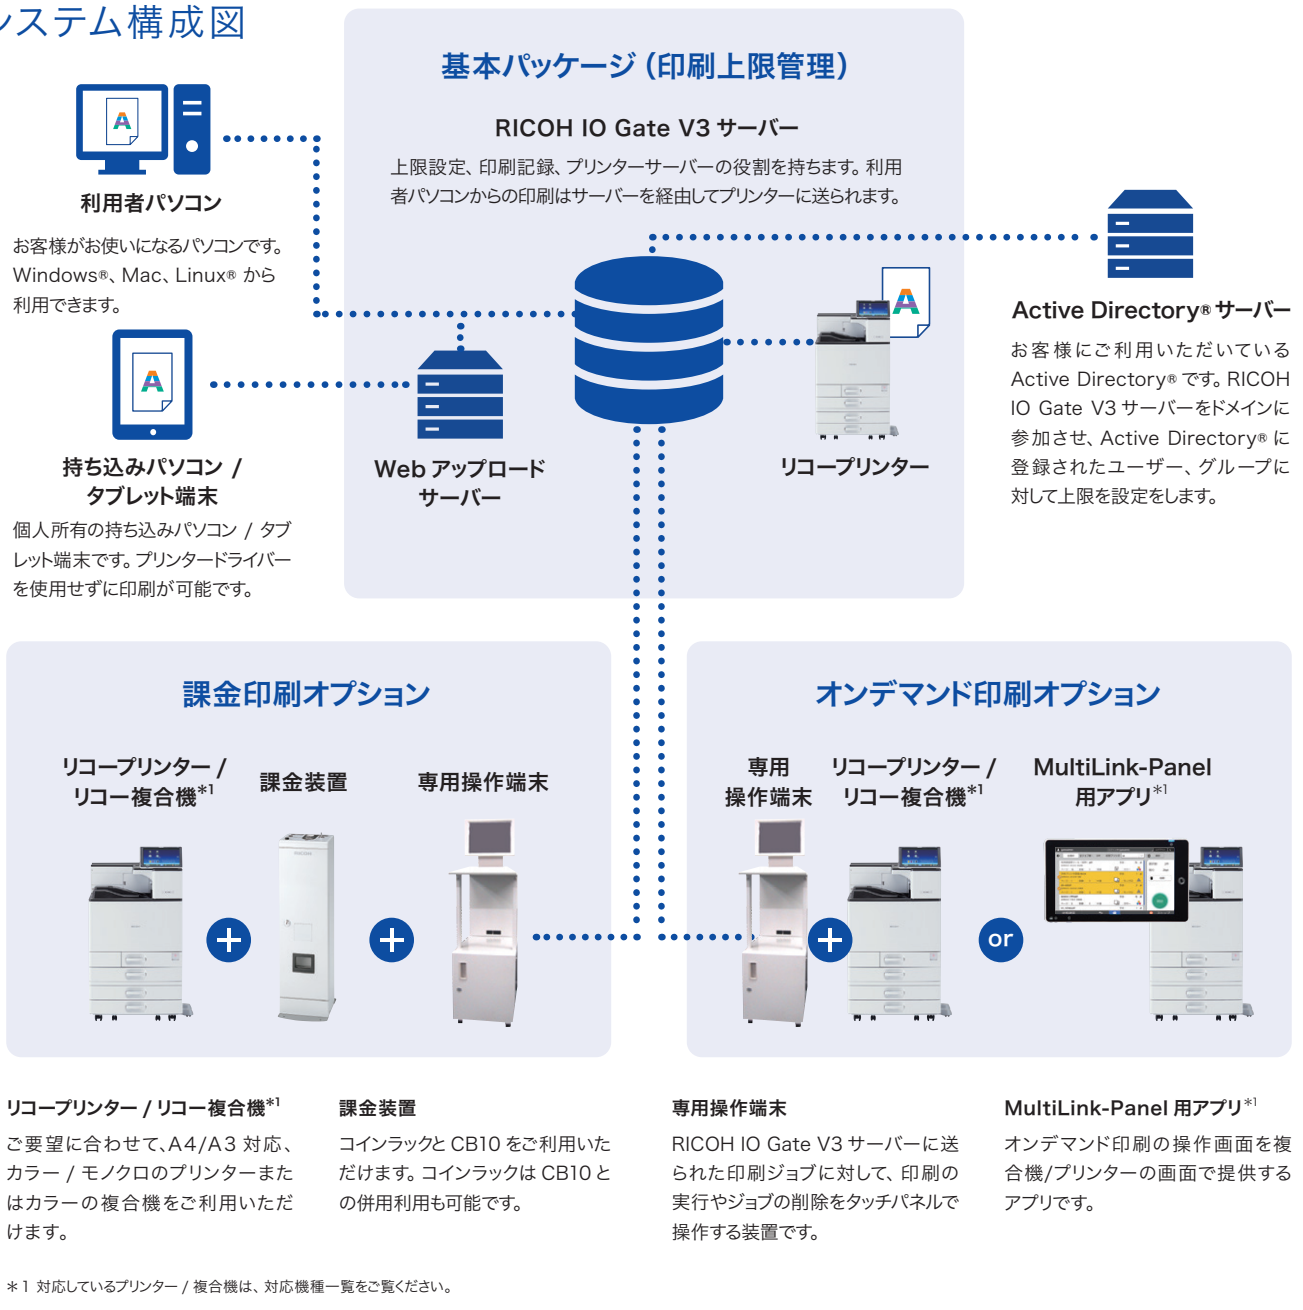 システム構成図
基本パッケージ（印刷上限管理）
RICOH IO Gate V3 サーバー
上限設定、印刷記録、プリンターサーバーの役割を持ちます。利用
者パソコンからの印刷はサーバーを経由してプリンターに送られます。
利用者パソコン
お客様がお使いになるパソコンです。
Windows®、Mac、Linux® から
利用できます。
持ち込みパソコン /
タブレット端末
個人所有の持ち込みパソコン / タブ
レット端末です。プリンタードライバー
を使用せずに印刷が可能です。
Web アップロード
サーバー
リコープリンター
Active Directory® サーバー
お客様にご利用いただいている
Active Directory® です。RICOH
IO Gate V3 サーバーをドメインに
参加させ、Active Directory® に
登録されたユーザー、グループに
対して上限を設定をします。
課金印刷オプション
リコープリンター /
リコー複合機*1
課金装置
専用操作端末
オンデマンド印刷オプション
専用
操作端末
リコープリンター /
リコー複合機*1
or
MultiLink-Panel
用アプリ*1
リコープリンター / リコー複合機*1
ご要望に合わせて、A4/A3 対応、
カラー / モノクロのプリンターまた
はカラーの複合機をご利用いただ
けます。
課金装置
コインラックと CB10 をご利用いた
だけます。コインラックは CB10 と
の併用利用も可能です。
専用操作端末
RICOH IO Gate V3 サーバーに送
られた印刷ジョブに対して、印刷の
実行やジョブの削除をタッチパネルで
操作する装置です。
MultiLink-Panel 用アプリ*1
オンデマンド印刷の操作画面を複
合機/プリンターの画面で提供する
アプリです。
＊1 対応しているプリンター / 複合機は、対応機種一覧をご覧ください。